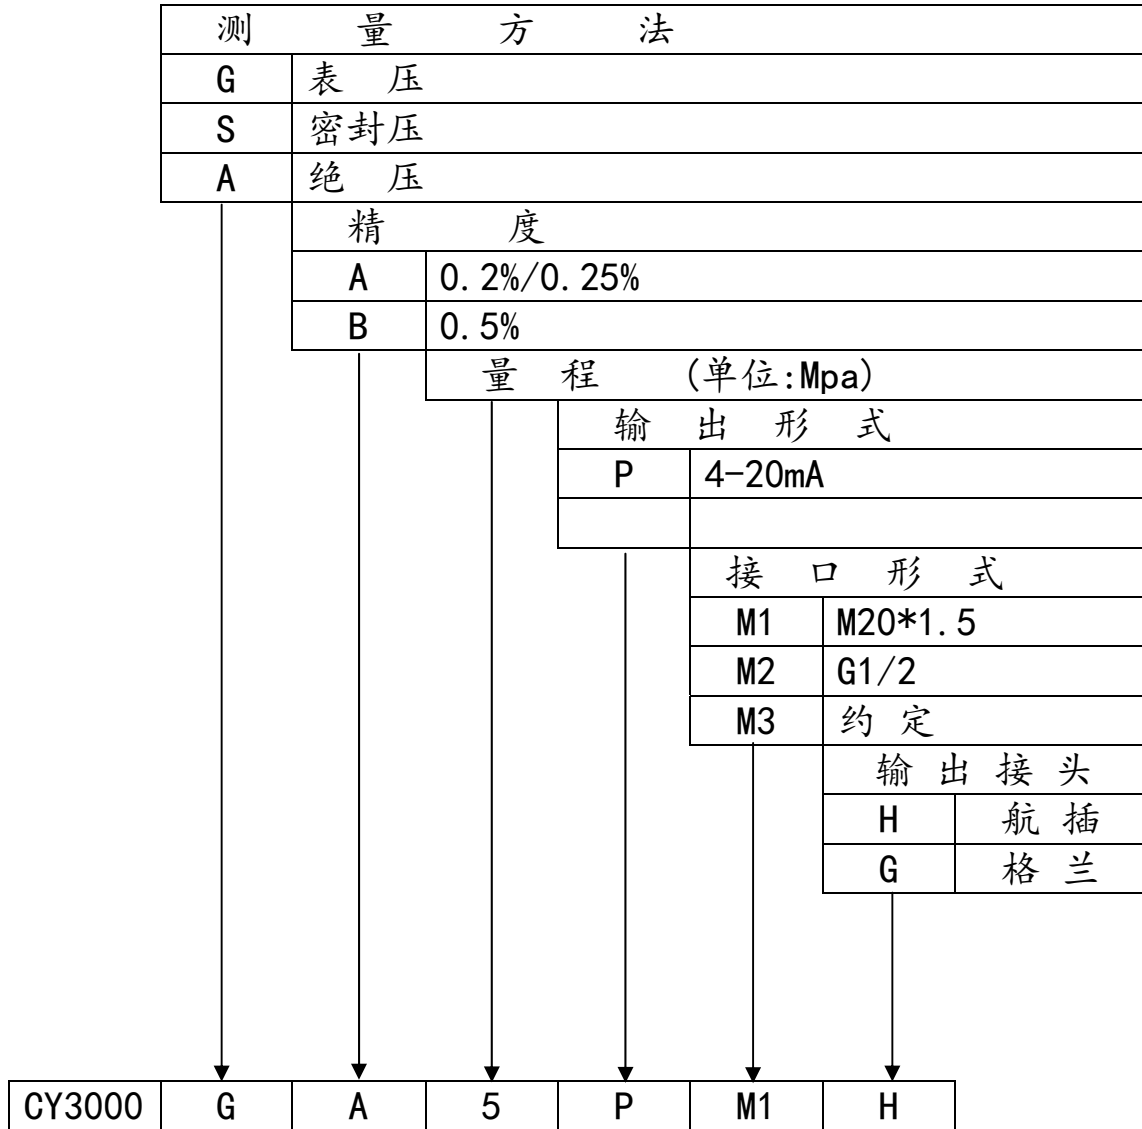 测 量 方 法
G 表 压
S 密封压
A 绝 压
精 度
A 0.2%/0.25%
B 0.5%
量 程 (单位:Mpa)
输 出 形 式
P 4-20mA
接 口 形 式
M1 M20*1.5
M2 G1/2
M3 约 定
输 出 接 头
H 航 插
G 格 兰
CY3000 G A 5 P M1 H